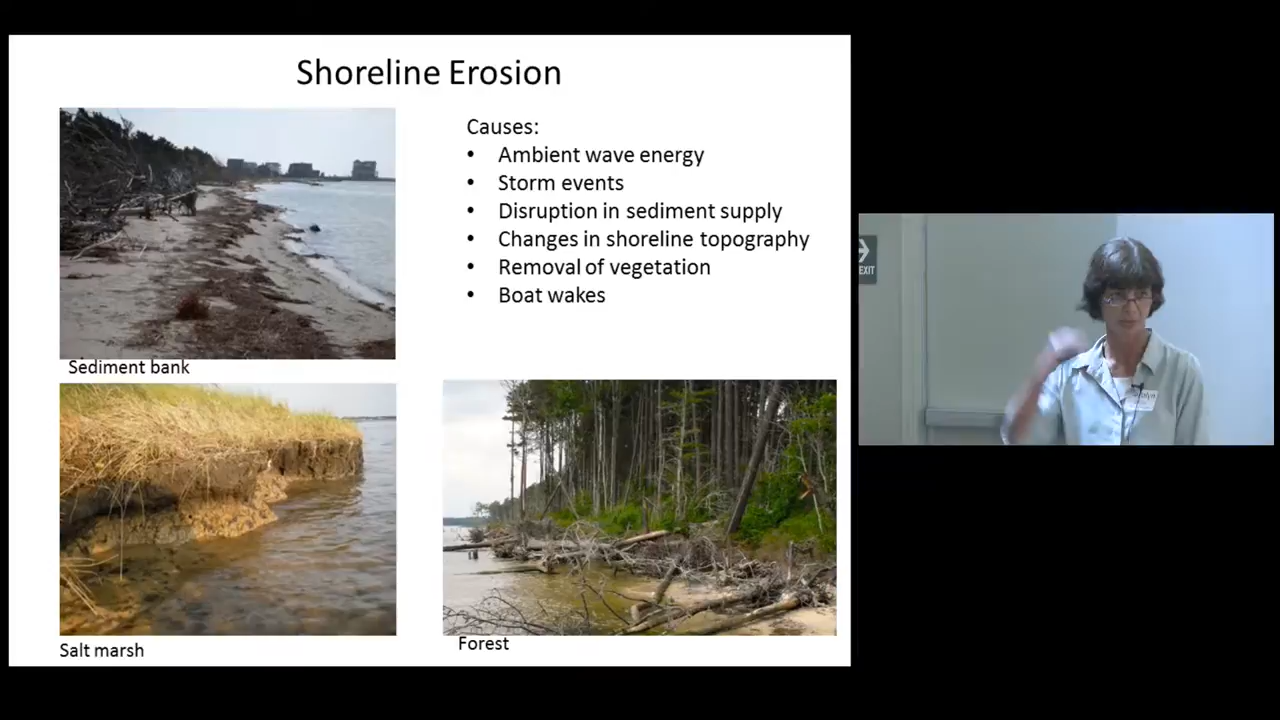 Shoreline Erosion
Causes:
• Ambient wave energy
• Storm events
• Disruption in sediment supply
• Changes in shoreline topography
• Removal of vegetation
• Boat wakes
Sediment bank
Salt marsh
Forest
EXIT